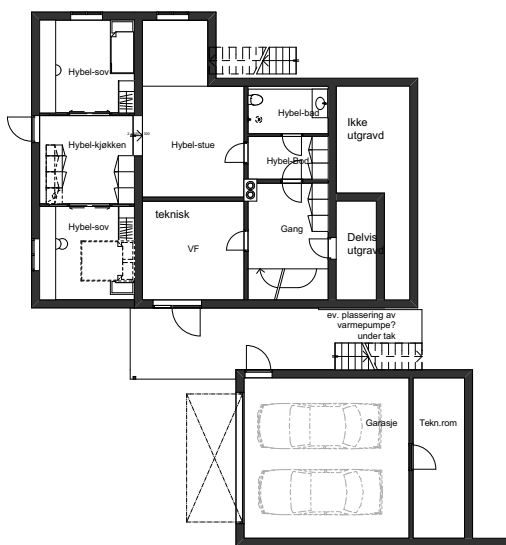 Hybel-sov
Hybel-bad
Ikke
utgravd
Hybel-kjøkken
Hybel-stue
Hybel-Bod
teknisk
Hybel-sov
Gang
VF
Delvis
utgravd
ev. plassering av
varmepumpe?
under tak
Garasje
Tekn.rom